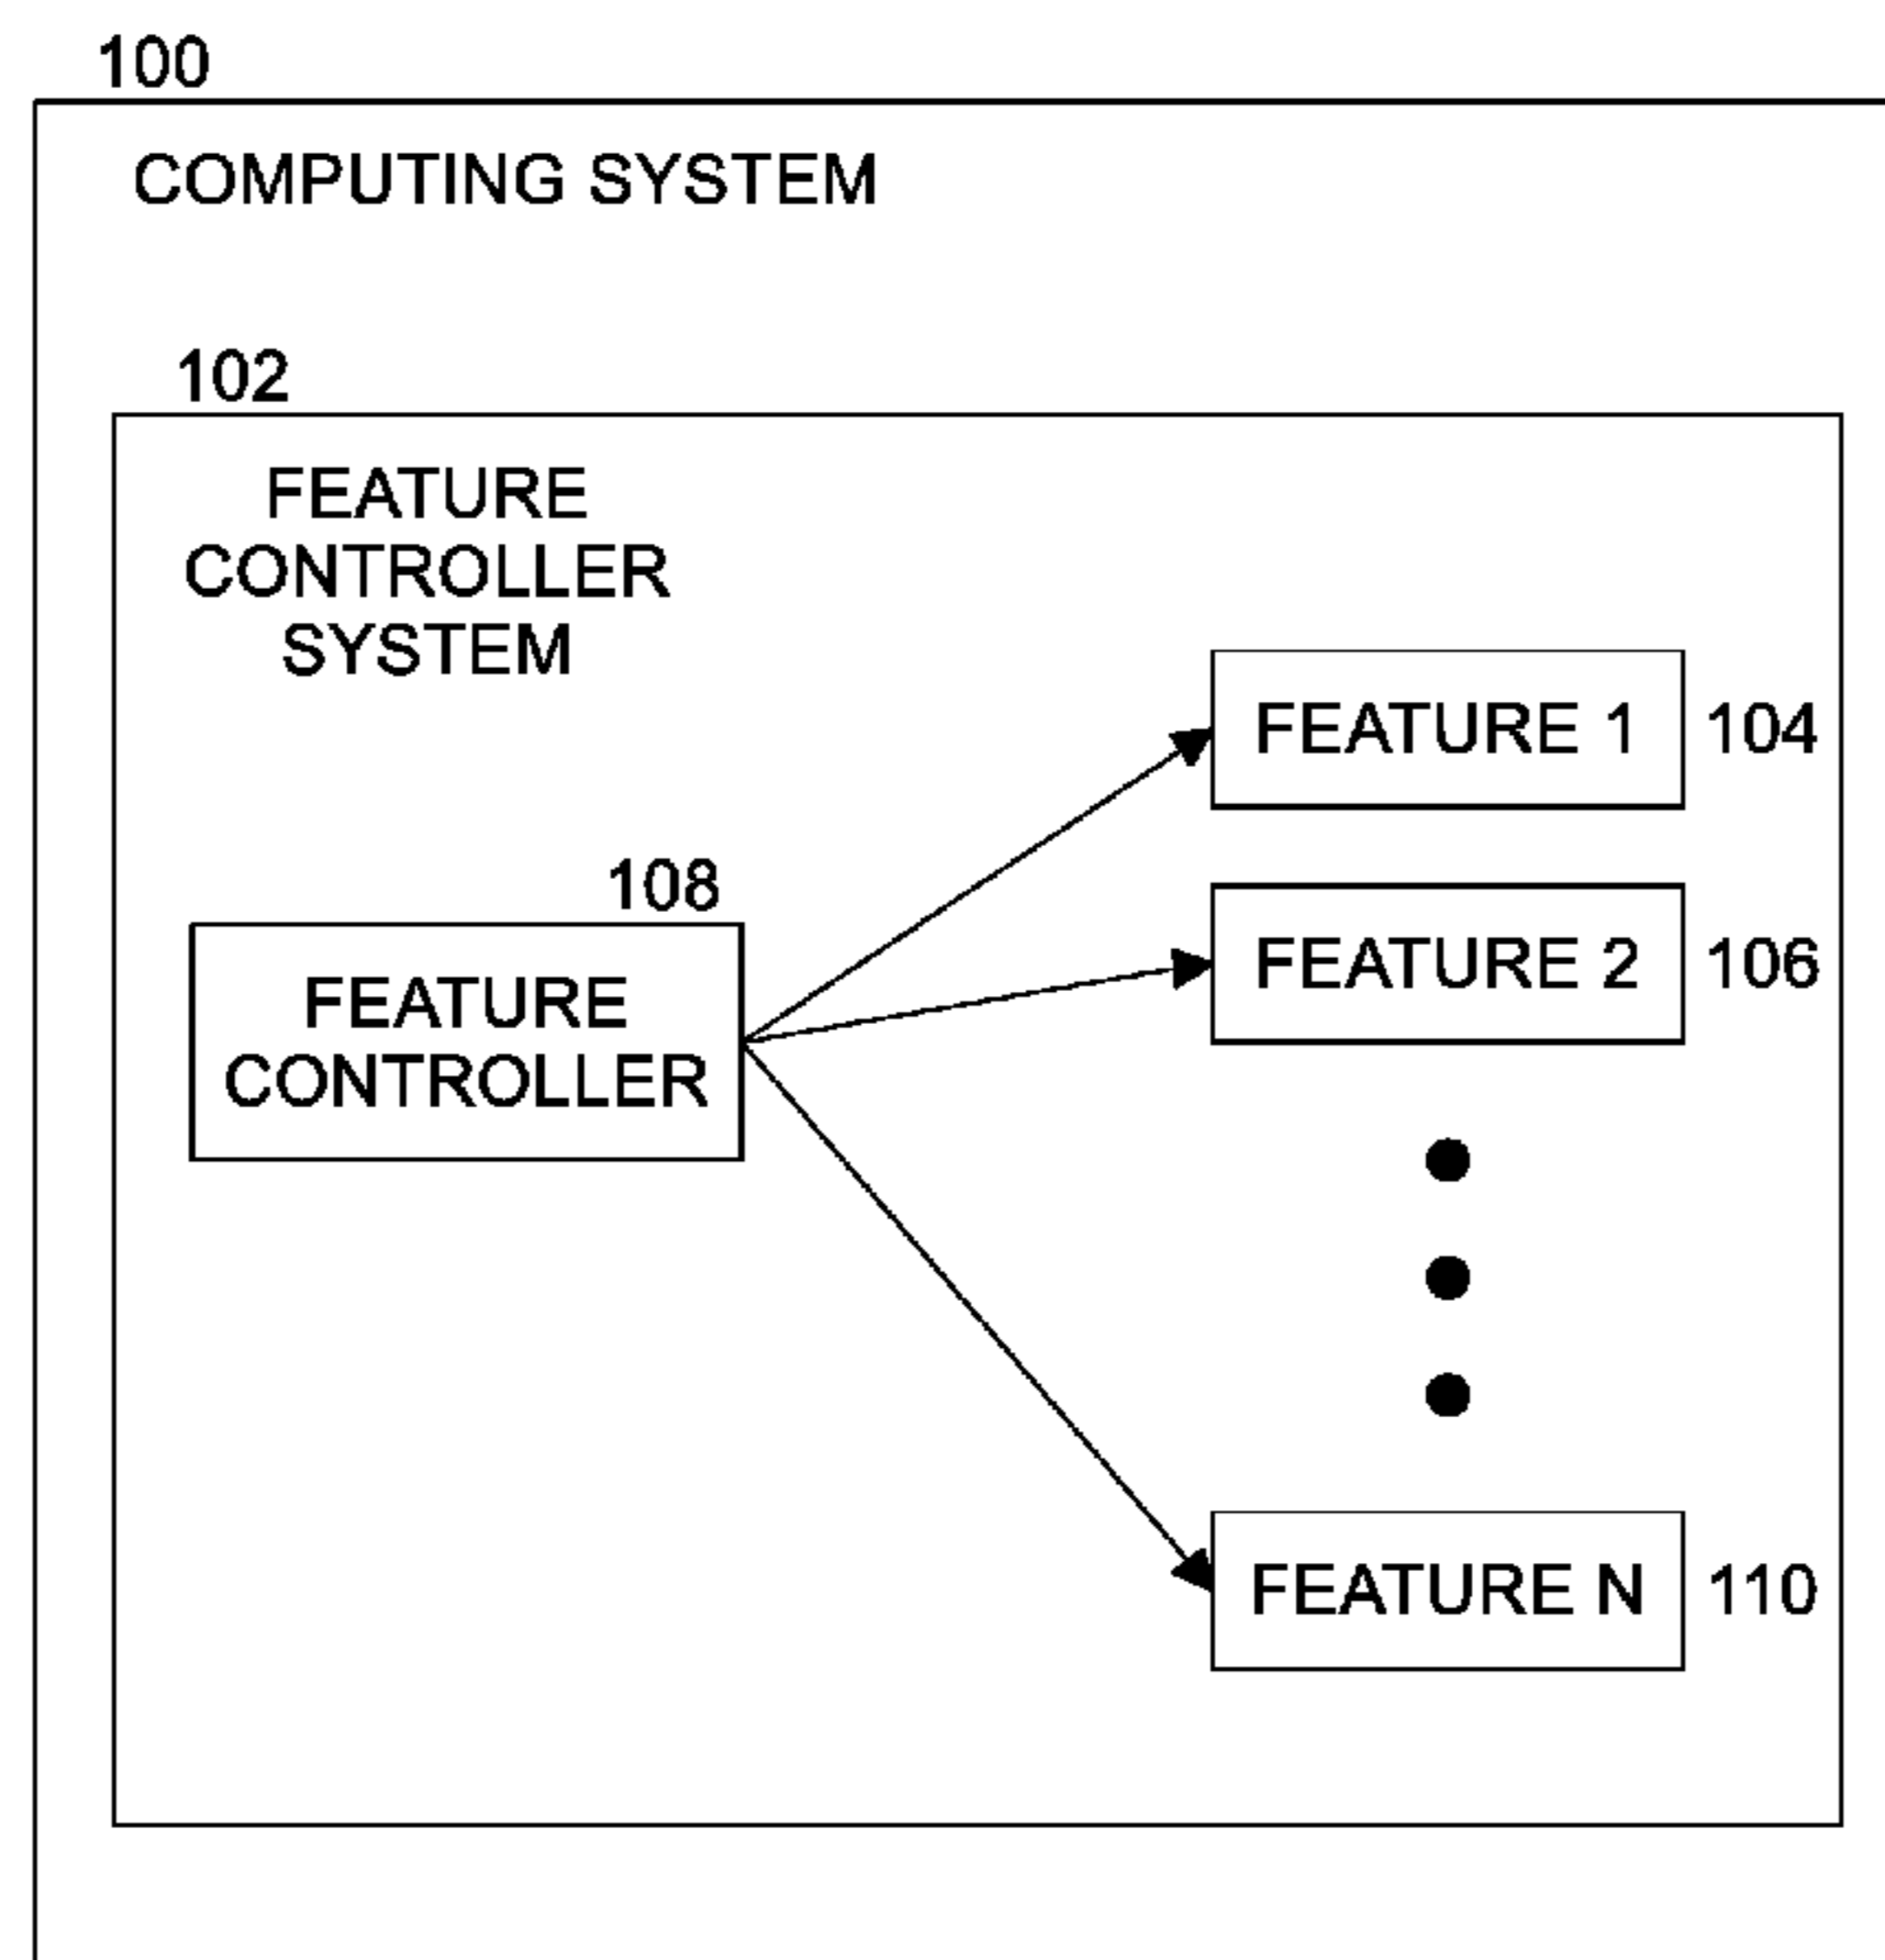 100
COMPUTING SYSTEM
102
FEATURE
CONTROLLER
SYSTEM
FEATURE 1 104
108
FEATURE 2 106
FEATURE
CONTROLLER
FEATURE N 110